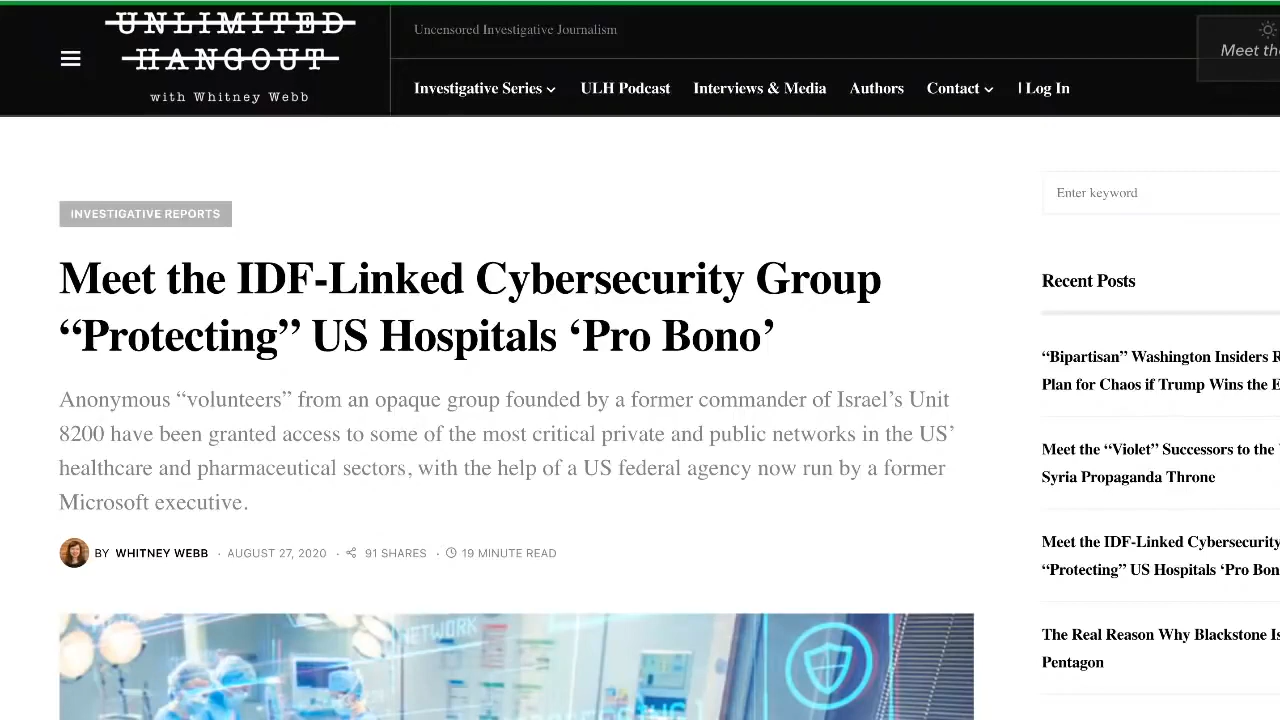 UNLIMITED
HANGOUT
with Whitney Webb
Uncensored Investigative Journalism
Meet the
Investigative Series
ULH Podcast
Interviews & Media
Authors
Contact
| Log In
INVESTIGATIVE REPORTS
Meet the IDF-Linked Cybersecurity Group
“Protecting” US Hospitals ‘Pro Bono’
Anonymous “volunteers” from an opaque group founded by a former commander of Israel’s Unit
8200 have been granted access to some of the most critical private and public networks in the US’
healthcare and pharmaceutical sectors, with the help of a US federal agency now run by a former
Microsoft executive.
BY WHITNEY WEBB · AUGUST 27, 2020 · 91 SHARES · 19 MINUTE READ
NETWORK
Enter keyword
Recent Posts
“Bipartisan” Washington Insiders
Plan for Chaos if Trump Wins the
Meet the “Violet” Successors to the
Syria Propaganda Throne
Meet the IDF-Linked Cybersecurity
“Protecting” US Hospitals ‘Pro
The Real Reason Why Blackstone
Pentagon